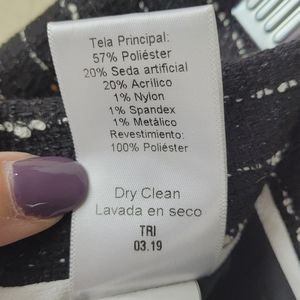 Tela Principal:
57% Poliéster
20% Seda artificial
20% Acrílico
1% Nylon
1% Spandex
1% Metálico
Revestimiento:
100% Poliéster
Dry Clean
Lavada en seco
TRI
03.19